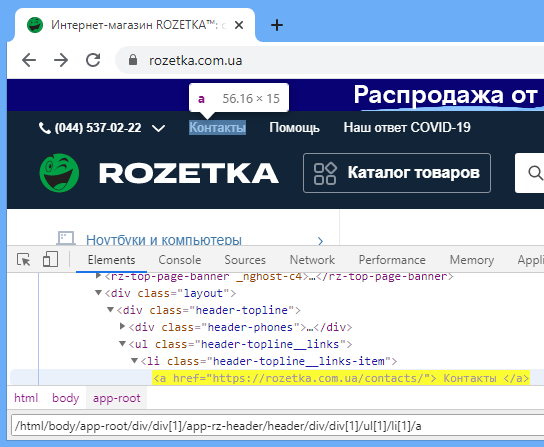 Интернет-магазин ROZETKA™: с
rozetka.com.ua
a 56.16 × 15
Распродажа от
(044) 537-02-22 Контакты Помощь Наш ответ COVID-19
ROZETKA Каталог товаров
Ноутбуки и компьютеры
Elements Console Sources Network Performance Memory Appli
<rz-top-page-banner _nghost-c4>…</rz-top-page-banner>
<div class="layout">
<div class="header-topline">
<div class="header-phones">…</div>
<ul class="header-topline__links">
<li class="header-topline__links-item">
<a href="https://rozetka.com.ua/contacts/"> Контакты </a>
html body app-root
/html/body/app-root/div/div[1]/app-rz-header/header/div/div[1]/ul[1]/li[1]/a